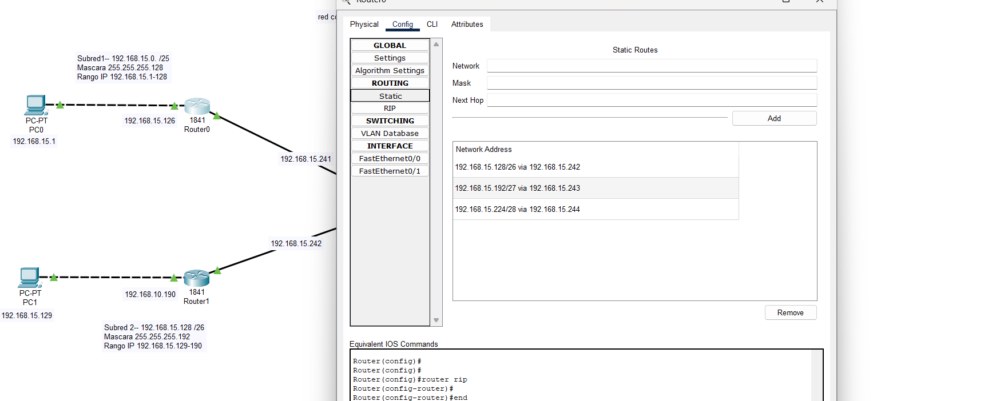 Router0
red co
Physical
Config
CLI
Attributes
Subred1-- 192.168.15.0. /25
Mascara 255.255.255.128
Rango IP 192.168.15.1-128
PC-PT
PC0
192.168.15.1
192.168.15.126
1841
Router0
192.168.15.241
192.168.15.242
PC-PT
PC1
192.168.15.129
192.168.10.190
1841
Router1
Subred 2-- 192.168.15.128 /26
Mascara 255.255.255.192
Rango IP 192.168.15.129-190
GLOBAL
Settings
Algorithm Settings
ROUTING
Static
RIP
SWITCHING
VLAN Database
INTERFACE
FastEthernet0/0
FastEthernet0/1
Static Routes
Network
Mask
Next Hop
Add
Network Address
192.168.15.128/26 via 192.168.15.242
192.168.15.192/27 via 192.168.15.243
192.168.15.224/28 via 192.168.15.244
Remove
Equivalent IOS Commands
Router(config)#
Router(config)#
Router(config)#router rip
Router(config-router)#
Router(config-router)#end